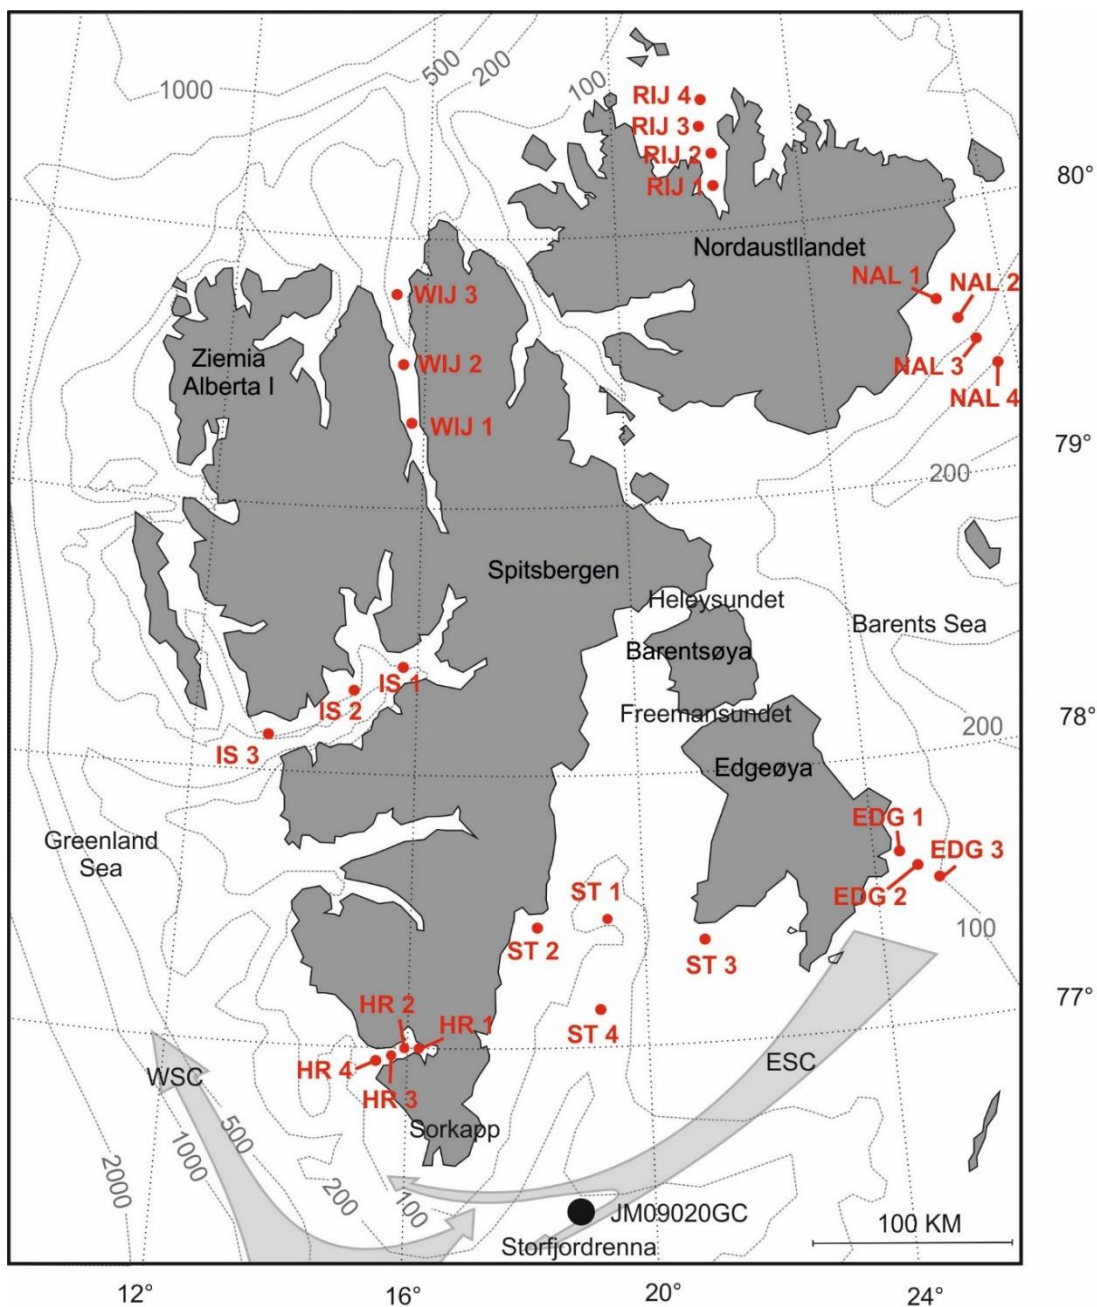 500
200
1000
100
RIJ 4
RIJ 3
RIJ 2
RIJ 1
80°
Nordaustllandet
NAL 1
NAL 2
WIJ 3
NAL 3
NAL 4
Ziemia
Alberta I
WIJ 2
WIJ 1
79°
200
Spitsbergen
Heleysundet
Barents Sea
Barentsøya
IS 1
IS 2
IS 3
Freemansundet
78°
200
Edgeøya
EDG 1
EDG 3
EDG 2
Greenland
Sea
ST 1
ST 2
ST 3
100
77°
HR 2
HR 1
ST 4
HR 4
HR 3
WSC
ESC
Sorkapp
500
1000
2000
200
100
JM09020GC
Storfjordrenna
100 KM
12°
16°
20°
24°